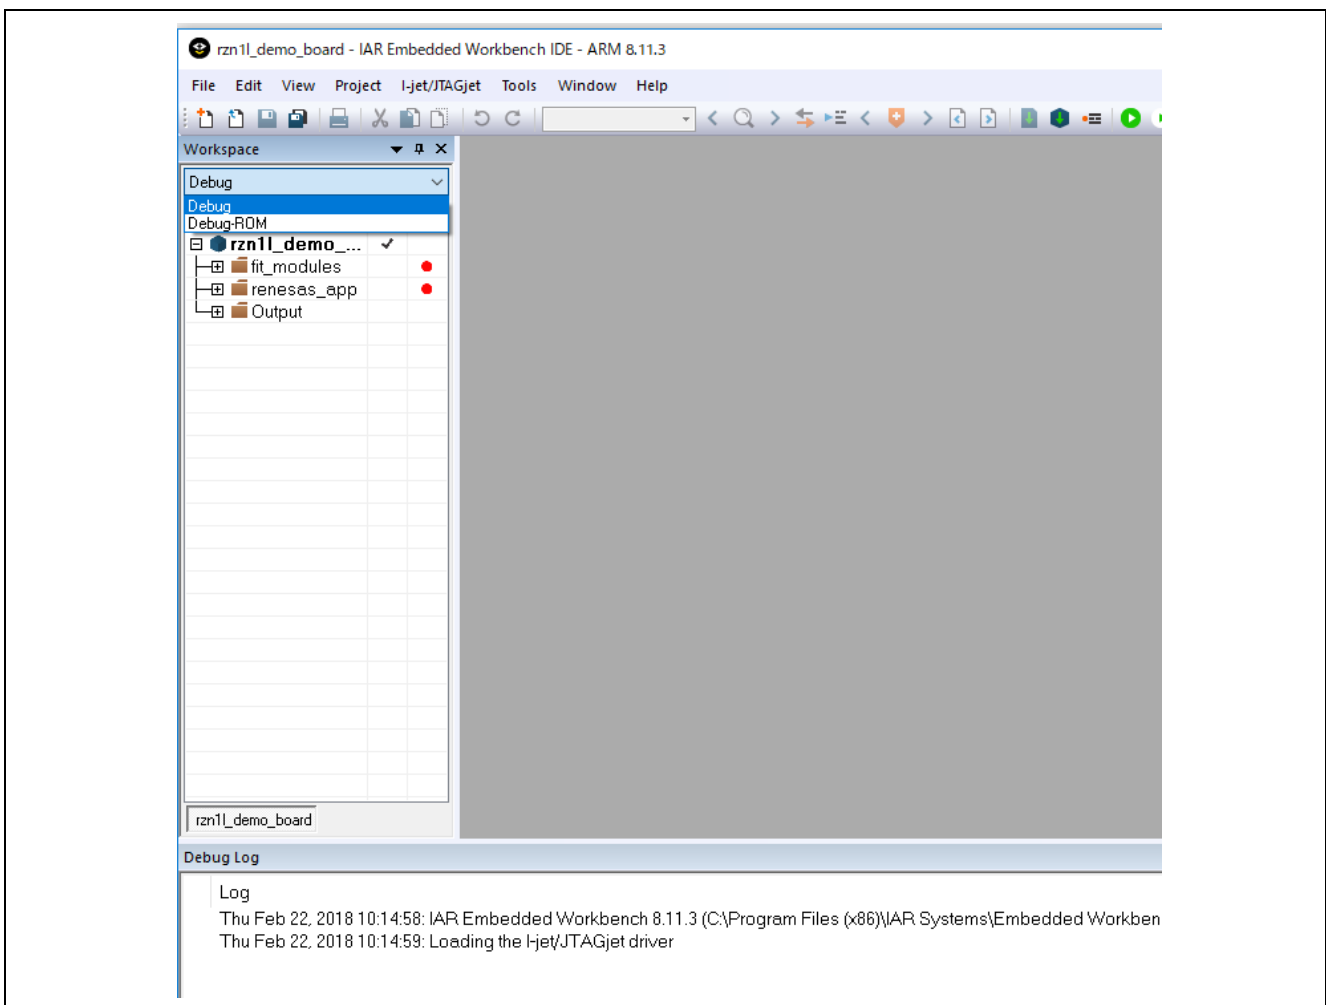 rzn1l_demo_board - IAR Embedded Workbench IDE - ARM 8.11.3
File Edit View Project I-jet/JTAGjet Tools Window Help
Workspace
Debug
Debug
Debug-ROM
rzn1l_demo_...
fit_modules
renesas_app
Output
rzn1l_demo_board
Debug Log
Log
Thu Feb 22, 2018 10:14:58: IAR Embedded Workbench 8.11.3 (C:\Program Files (x86)\IAR Systems\Embedded Workben
Thu Feb 22, 2018 10:14:59: Loading the I-jet/JTAGjet driver